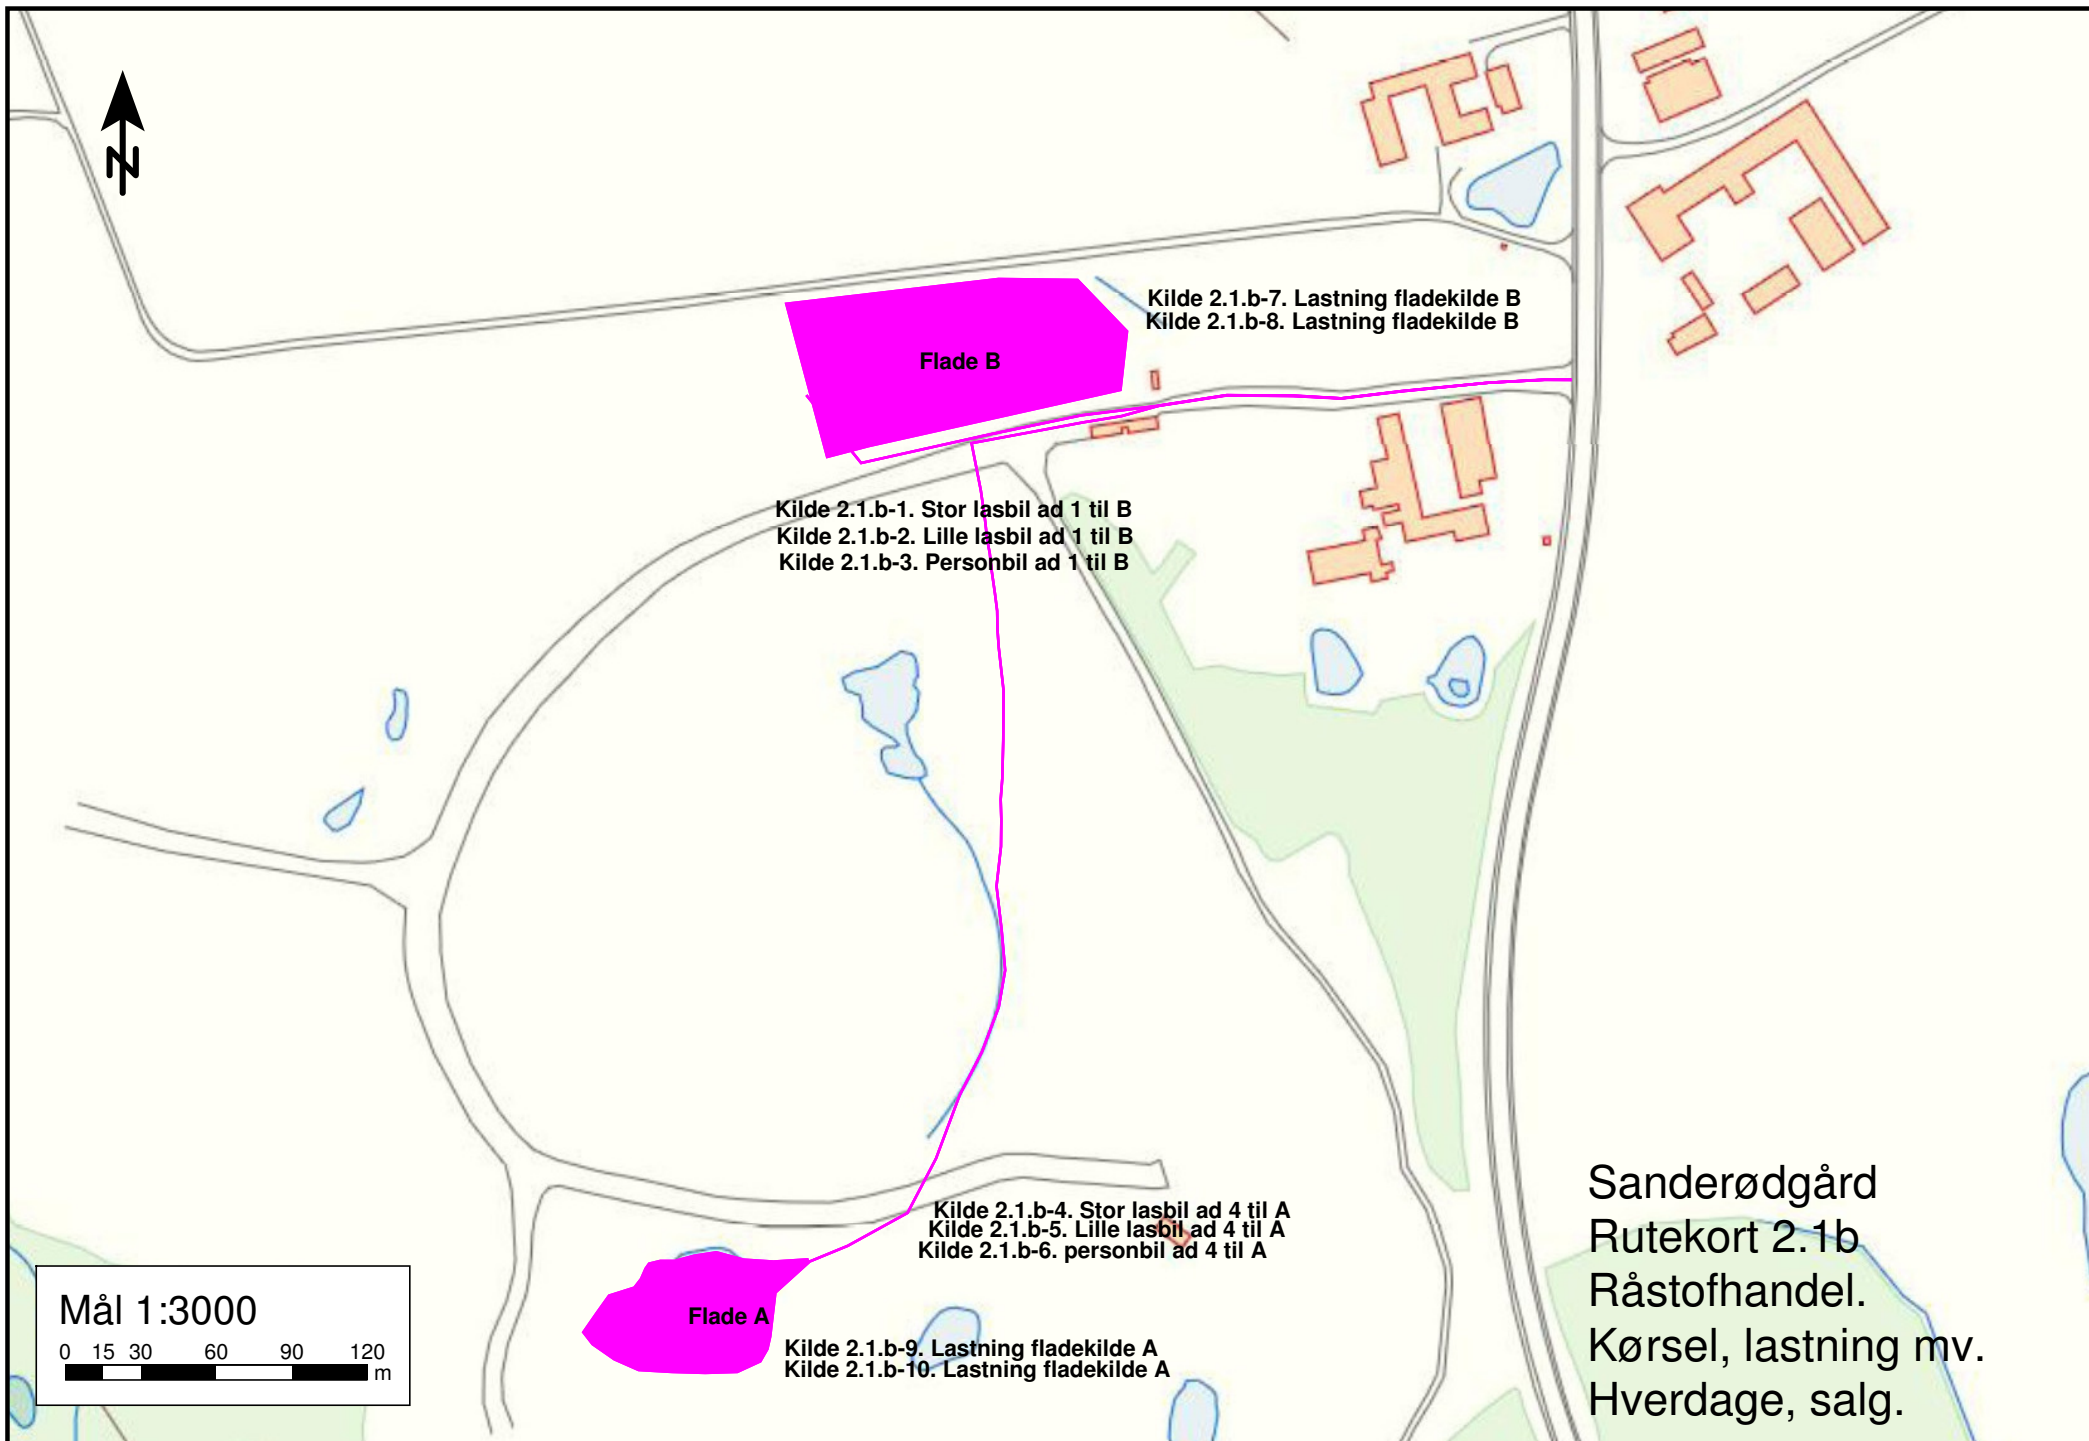 N
Kilde 2.1.b-7. Lastning fladekilde B
Kilde 2.1.b-8. Lastning fladekilde B
Flade B
Kilde 2.1.b-1. Stor lasbil ad 1 til B
Kilde 2.1.b-2. Lille lasbil ad 1 til B
Kilde 2.1.b-3. Personbil ad 1 til B
Kilde 2.1.b-4. Stor lasbil ad 4 til A
Kilde 2.1.b-5. Lille lasbil ad 4 til A
Kilde 2.1.b-6. personbil ad 4 til A
Flade A
Kilde 2.1.b-9. Lastning fladekilde A
Kilde 2.1.b-10. Lastning fladekilde A
Mål 1:3000
0 15 30 60 90 120
m
Sanderødgård
Rutekort 2.1b
Råstofhandel.
Kørsel, lastning mv.
Hverdage, salg.